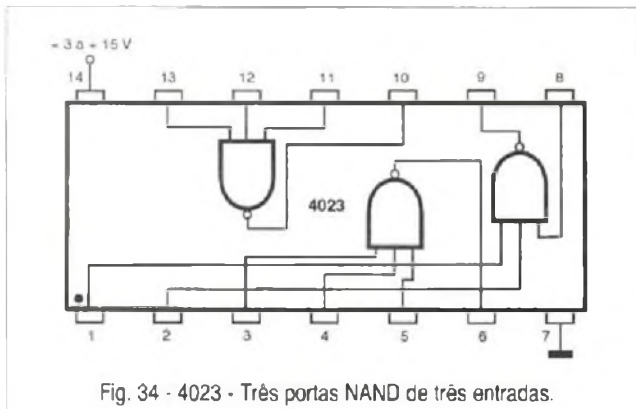 + 3 a + 15 V
14 13 12 11 10 9 8
4023
1 2 3 4 5 6 7
Fig. 34 - 4023 - Três portas NAND de três entradas.